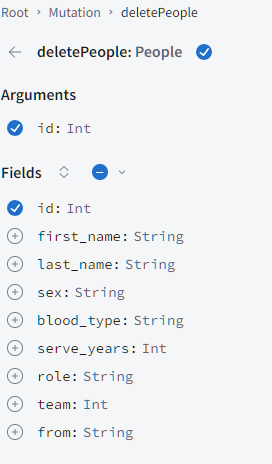 Root › Mutation › deletePeople
← deletePeople: People
Arguments
id: Int
Fields
id: Int
first_name: String
last_name: String
sex: String
blood_type: String
serve_years: Int
role: String
team: Int
from: String